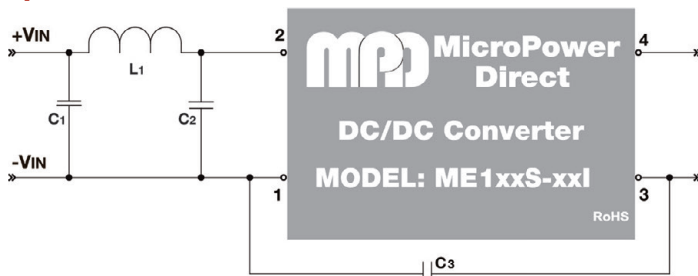 +VIN
L1
C1
C2
-VIN
2
1
MPD MicroPower
Direct
DC/DC Converter
MODEL: ME1xxS-xxI
RoHS
4
3
C3